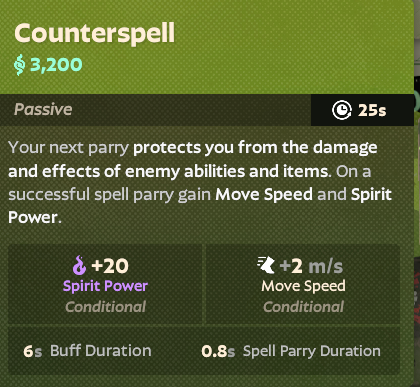 Counterspell
3,200
Passive
25s
Your next parry protects you from the damage
and effects of enemy abilities and items. On a
successful spell parry gain Move Speed and Spirit
Power.
+20
Spirit Power
Conditional
+2 m/s
Move Speed
Conditional
6s Buff Duration
0.8s Spell Parry Duration